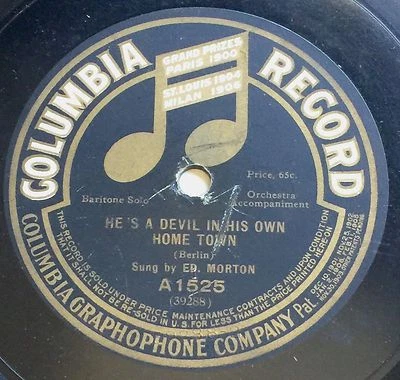 COLUMBIA RECORD
GRAND PRIZES
PARIS 1900
ST. LOUIS 1904
MILAN 1906
Price, 65c.
Baritone Solo
Orchestra
Accompaniment
HE'S A DEVIL IN HIS OWN
HOME TOWN
(Berlin)
Sung by ED. MORTON
A1525
(39288)
THIS RECORD IS SOLD UNDER PRICE MAINTENANCE CONTRACTS AND UPON CONDITION
THAT IT SHALL NOT BE RE-SOLD IN U.S. FOR LESS THAN THE PRICE PRINTED HERE-ON
COLUMBIA GRAPHOPHONE COMPANY Pat.